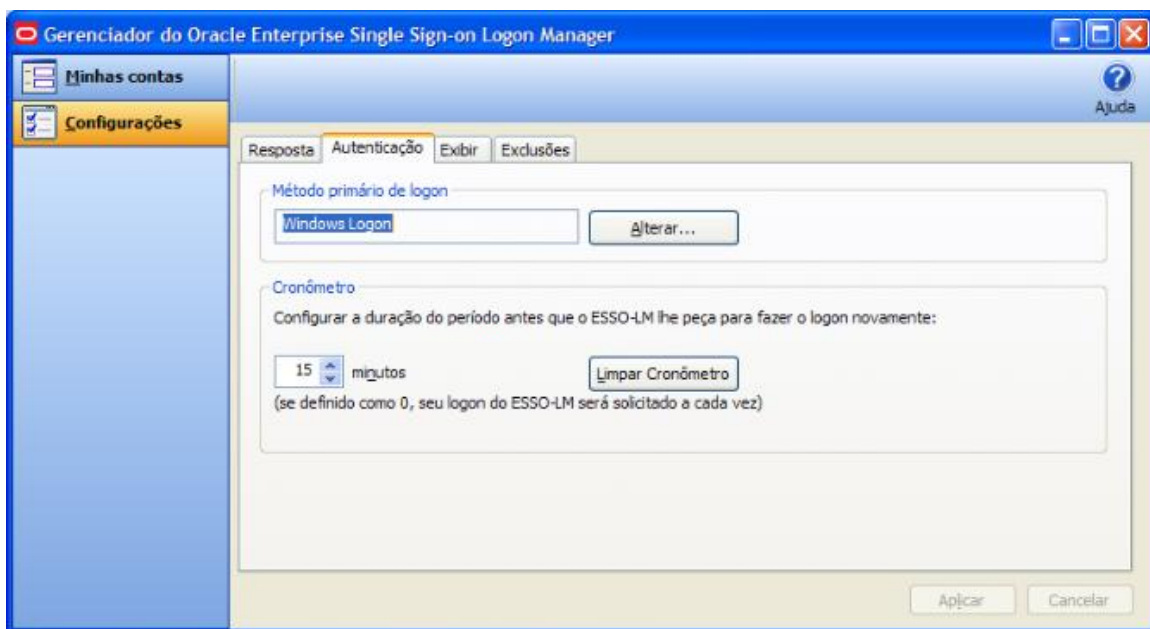 Gerenciador do Oracle Enterprise Single Sign-on Logon Manager
Minhas contas
Configurações
Ajuda
Resposta Autenticação Exibir Exclusões
Método primário de logon
Windows Logon Alterar...
Cronômetro
Configurar a duração do período antes que o ESSO-LM lhe peça para fazer o logon novamente:
15 minutos Limpar Cronômetro
(se definido como 0, seu logon do ESSO-LM será solicitado a cada vez)
Aplicar Cancelar